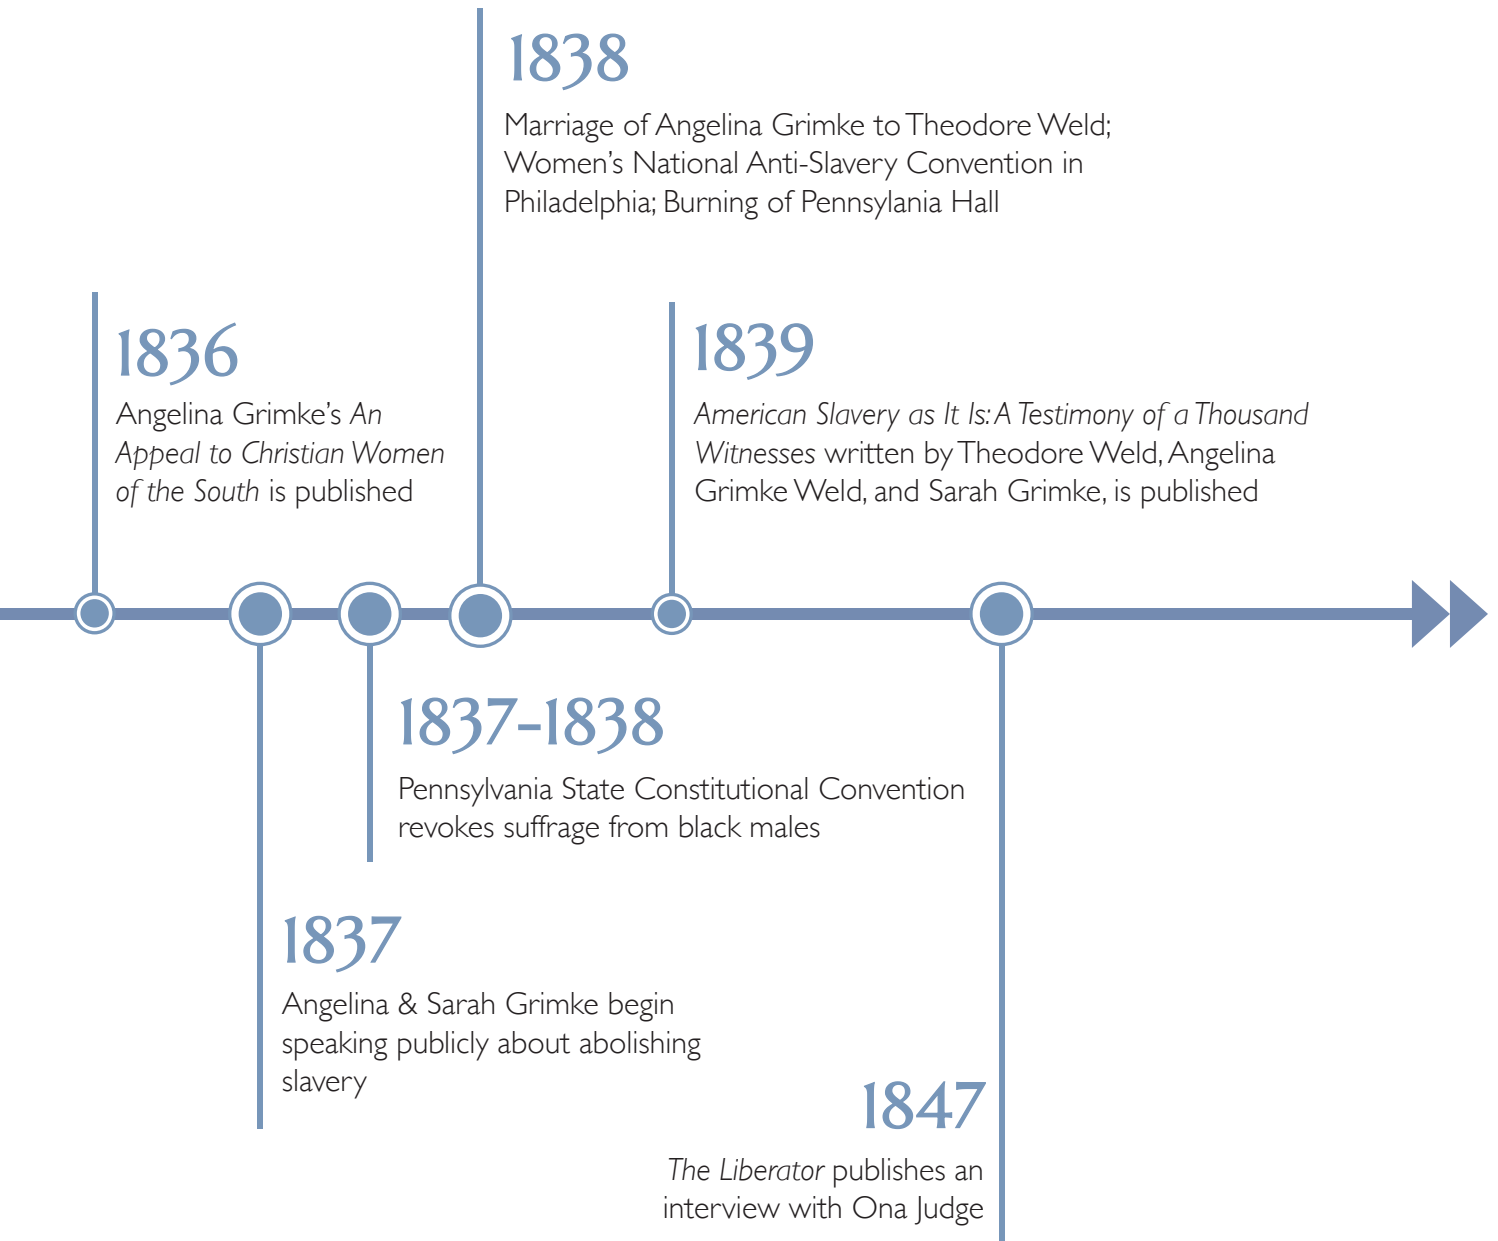 1838
Marriage of Angelina Grimke to Theodore Weld;
Women's National Anti-Slavery Convention in
Philadelphia; Burning of Pennsylania Hall
1836
Angelina Grimke's An
Appeal to Christian Women
of the South is published
1839
American Slavery as It Is: A Testimony of a Thousand
Witnesses written by Theodore Weld, Angelina
Grimke Weld, and Sarah Grimke, is published
1837-1838
Pennsylvania State Constitutional Convention
revokes suffrage from black males
1837
Angelina & Sarah Grimke begin
speaking publicly about abolishing
slavery
1847
The Liberator publishes an
interview with Ona Judge